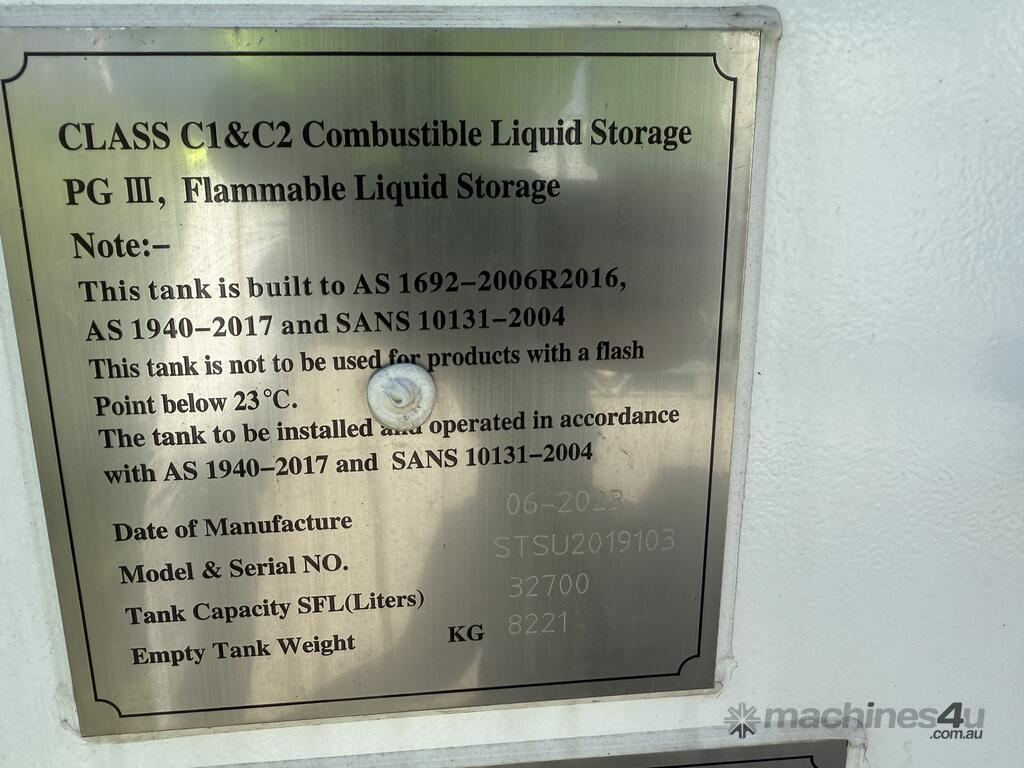 CLASS C1&C2 Combustible Liquid Storage
PG III, Flammable Liquid Storage
Note:-
This tank is built to AS 1692-2006R2016,
AS 1940-2017 and SANS 10131-2004
This tank is not to be used for products with a flash
Point below 23°C.
The tank to be installed and operated in accordance
with AS 1940-2017 and SANS 10131-2004
Date of Manufacture 06-2023
Model & Serial NO. STSU2019103
Tank Capacity SFL(Liters) 32700
Empty Tank Weight KG 8221
machines4u
.com.au